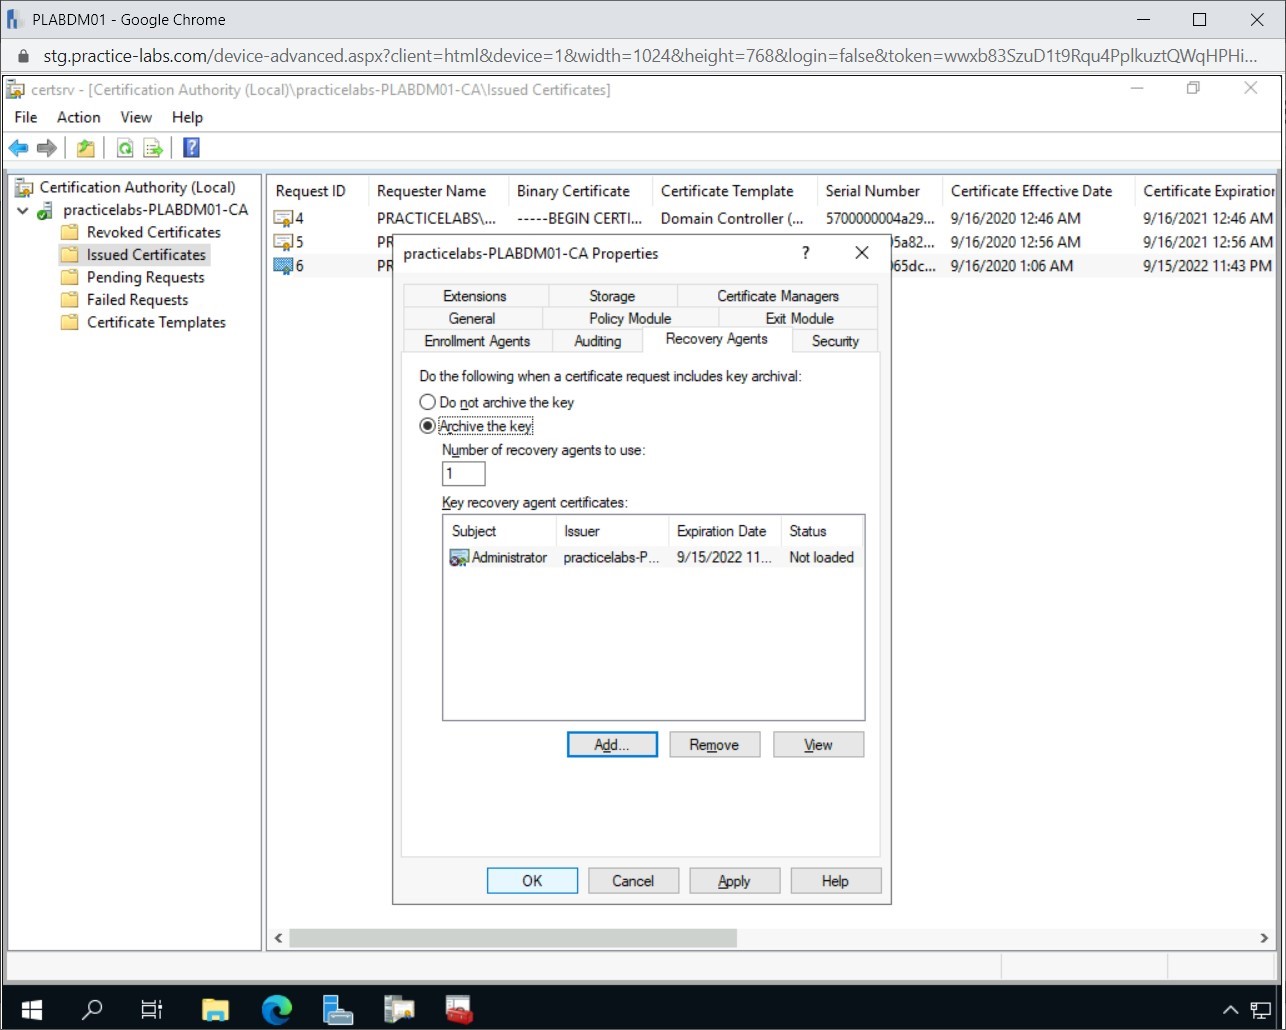 PLABDM01 - Google Chrome
stg.practice-labs.com/device-advanced.aspx?client=html&device=1&width=1024&height=768&login=false&token=wwxb83SzuD1t9Rqu4PplkuztQWqHPHi...
certsrv - [Certification Authority (Local)\practicelabs-PLABDM01-CA\Issued Certificates]
File Action View Help
Certification Authority (Local)
practicelabs-PLABDM01-CA
Revoked Certificates
Issued Certificates
Pending Requests
Failed Requests
Certificate Templates
Request ID Requester Name Binary Certificate Certificate Template Serial Number Certificate Effective Date Certificate Expiration
4 PRACTICELABS\... -----BEGIN CERTI... Domain Controller (... 5700000004a29... 9/16/2020 12:46 AM 9/16/2021 12:46 AM
5 PR 05a82... 9/16/2020 12:56 AM 9/16/2021 12:56 AM
6 PR 065dc... 9/16/2020 1:06 AM 9/15/2022 11:43 PM
practicelabs-PLABDM01-CA Properties ?
Extensions Storage Certificate Managers
General Policy Module Exit Module
Enrollment Agents Auditing Recovery Agents Security
Do the following when a certificate request includes key archival:
Do not archive the key
Archive the key
Number of recovery agents to use:
1
Key recovery agent certificates:
Subject Issuer Expiration Date Status
Administrator practicelabs-P... 9/15/2022 11... Not loaded
Add... Remove View
OK Cancel Apply Help